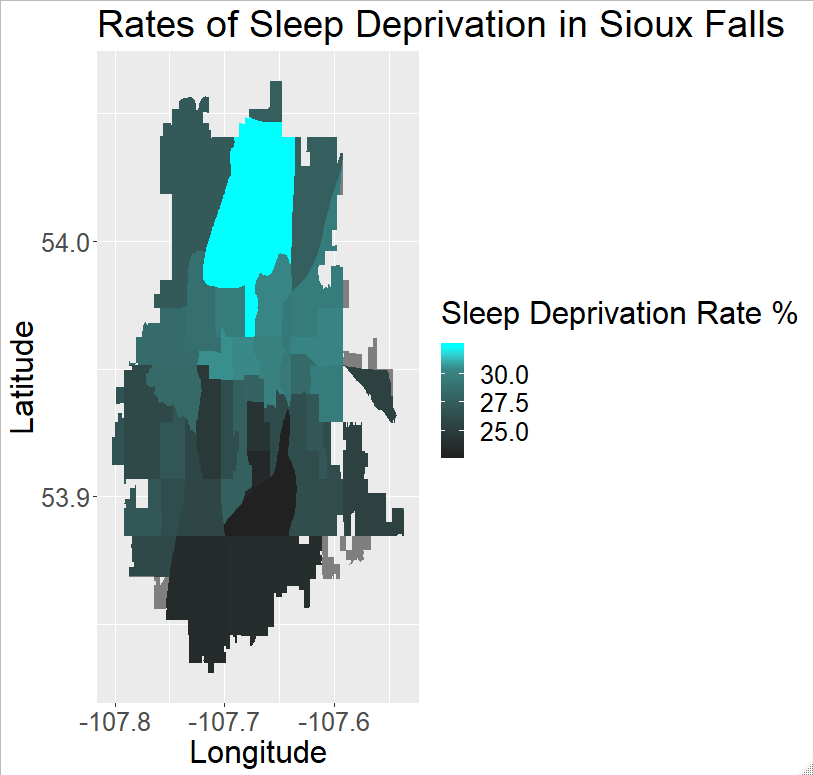 Rates of Sleep Deprivation in Sioux Falls
54.0
53.9
Latitude
-107.8 -107.7 -107.6
Longitude
Sleep Deprivation Rate %
30.0
27.5
25.0